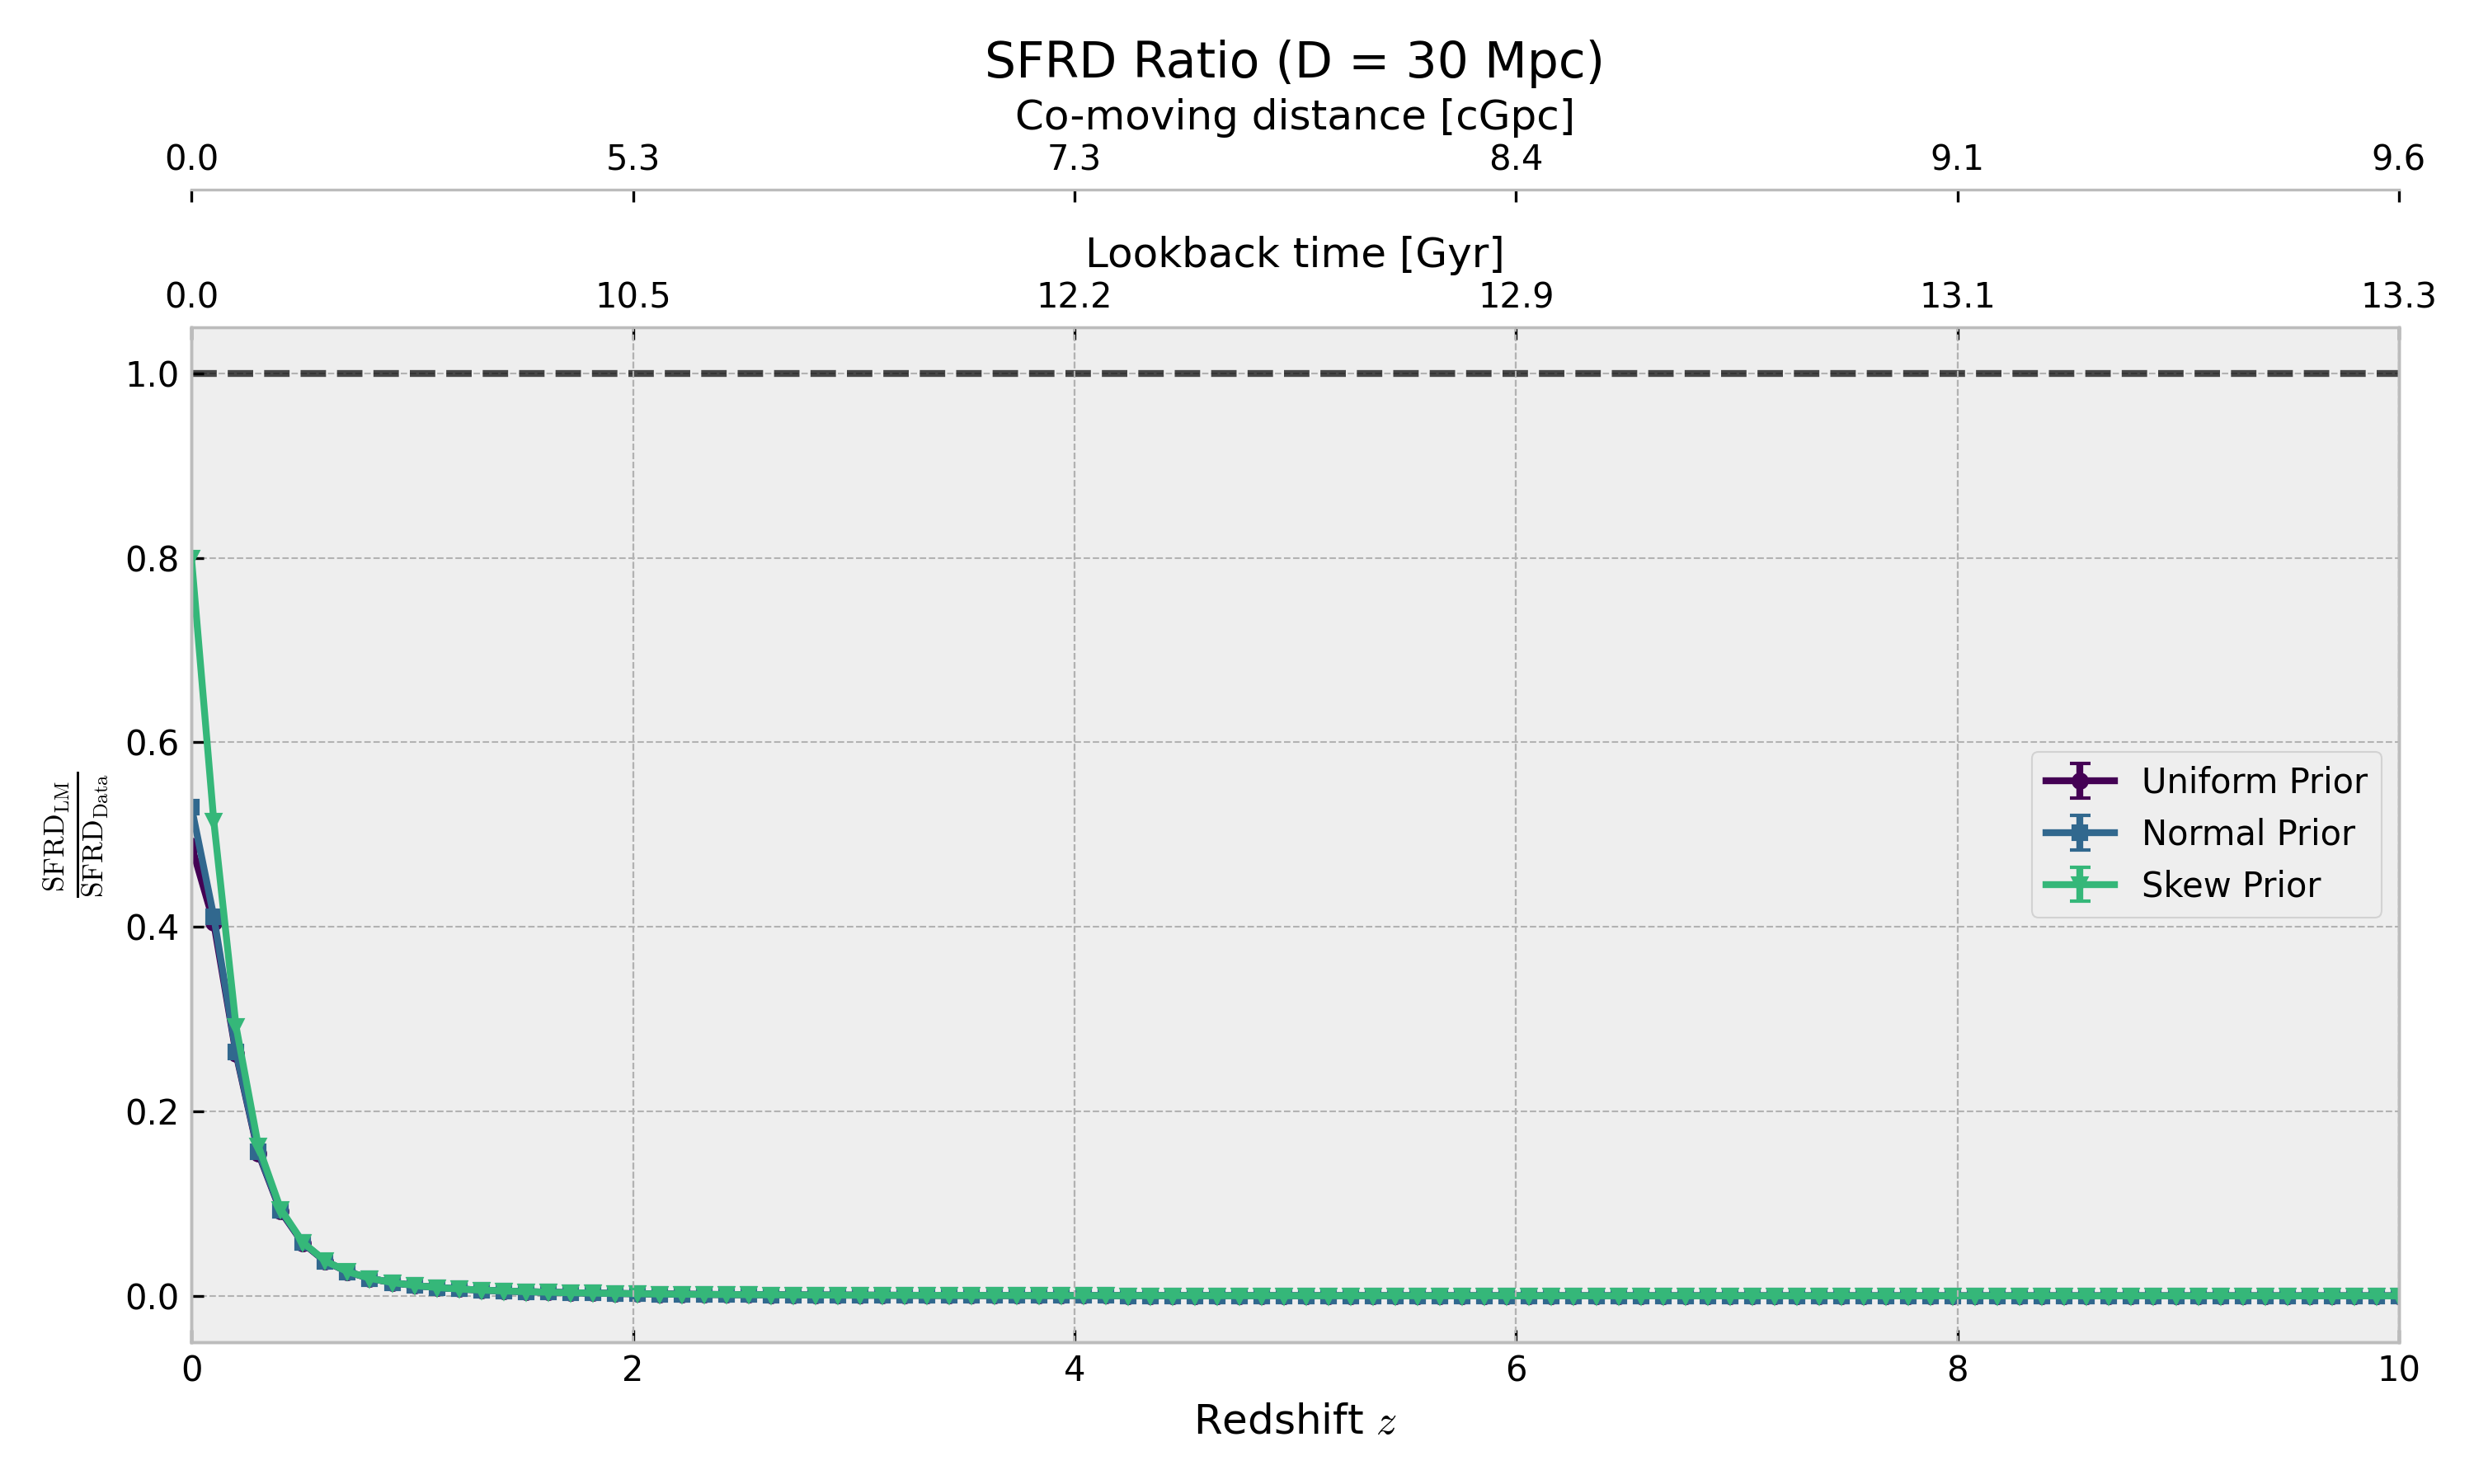 SFRD Ratio (D = 30 Mpc)
Co-moving distance [cGpc]
0.0 5.3 7.3 8.4 9.1 9.6
Lookback time [Gyr]
0.0 10.5 12.2 12.9 13.1 13.3
1.0
0.8
0.6
0.4
0.2
0.0
SFRD_LM
SFRD_Data
Uniform Prior
Normal Prior
Skew Prior
0 2 4 6 8 10
Redshift z